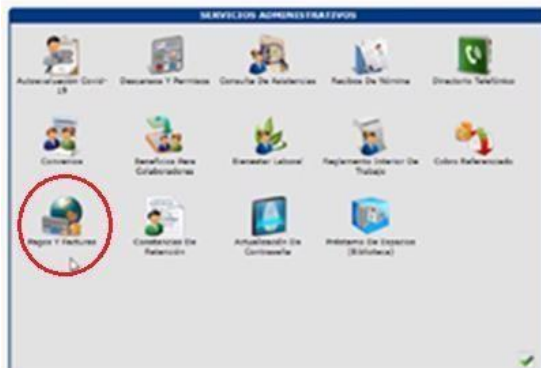 SERVICIOS ADMINISTRATIVOS
Autoevaluación Covid-
19
Descansos Y Permisos
Consulta De Asistencias
Recibos De Nómina
Directorio Telefónico
Convenios
Beneficios Para
Colaboradores
Bienestar Laboral
Reglamento Interior De
Trabajo
Cobro Referenciado
Pagos Y Facturas
Constancias De
Retención
Actualización De
Contraseña
Préstamo De Espacios
(Biblioteca)